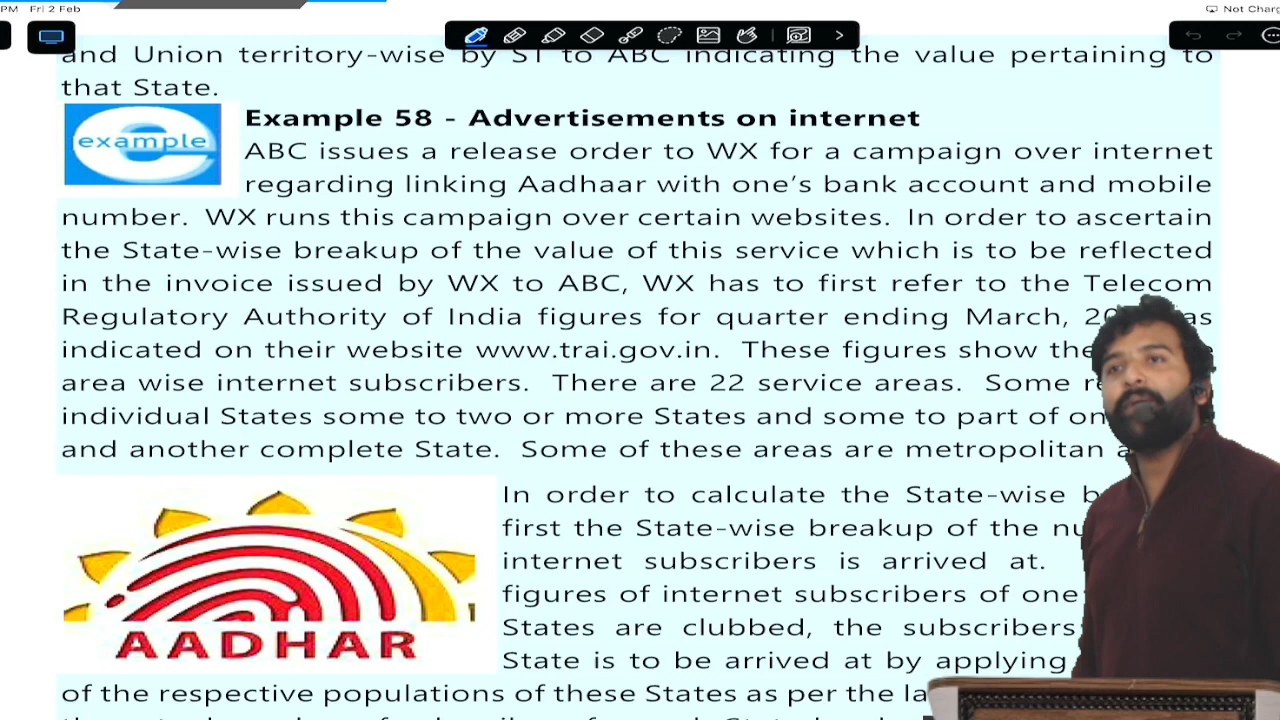 PM Fri 2 Feb
Not Charg
and Union territory-wise by ST to ABC indicating the value pertaining to
that State.
example
Example 58 - Advertisements on internet
ABC issues a release order to WX for a campaign over internet
regarding linking Aadhaar with one's bank account and mobile
number. WX runs this campaign over certain websites. In order to ascertain
the State-wise breakup of the value of this service which is to be reflected
in the invoice issued by WX to ABC, WX has to first refer to the Telecom
Regulatory Authority of India figures for quarter ending March, 20 as
indicated on their website www.trai.gov.in. These figures show the
area wise internet subscribers. There are 22 service areas. Some
individual States some to two or more States and some to part of
and another complete State. Some of these areas are metropolitan
In order to calculate the State-wise
first the State-wise breakup of the
internet subscribers is arrived at.
figures of internet subscribers of one
States are clubbed, the subscribers
State is to be arrived at by applying
AADHAR
of the respective populations of these States as per the